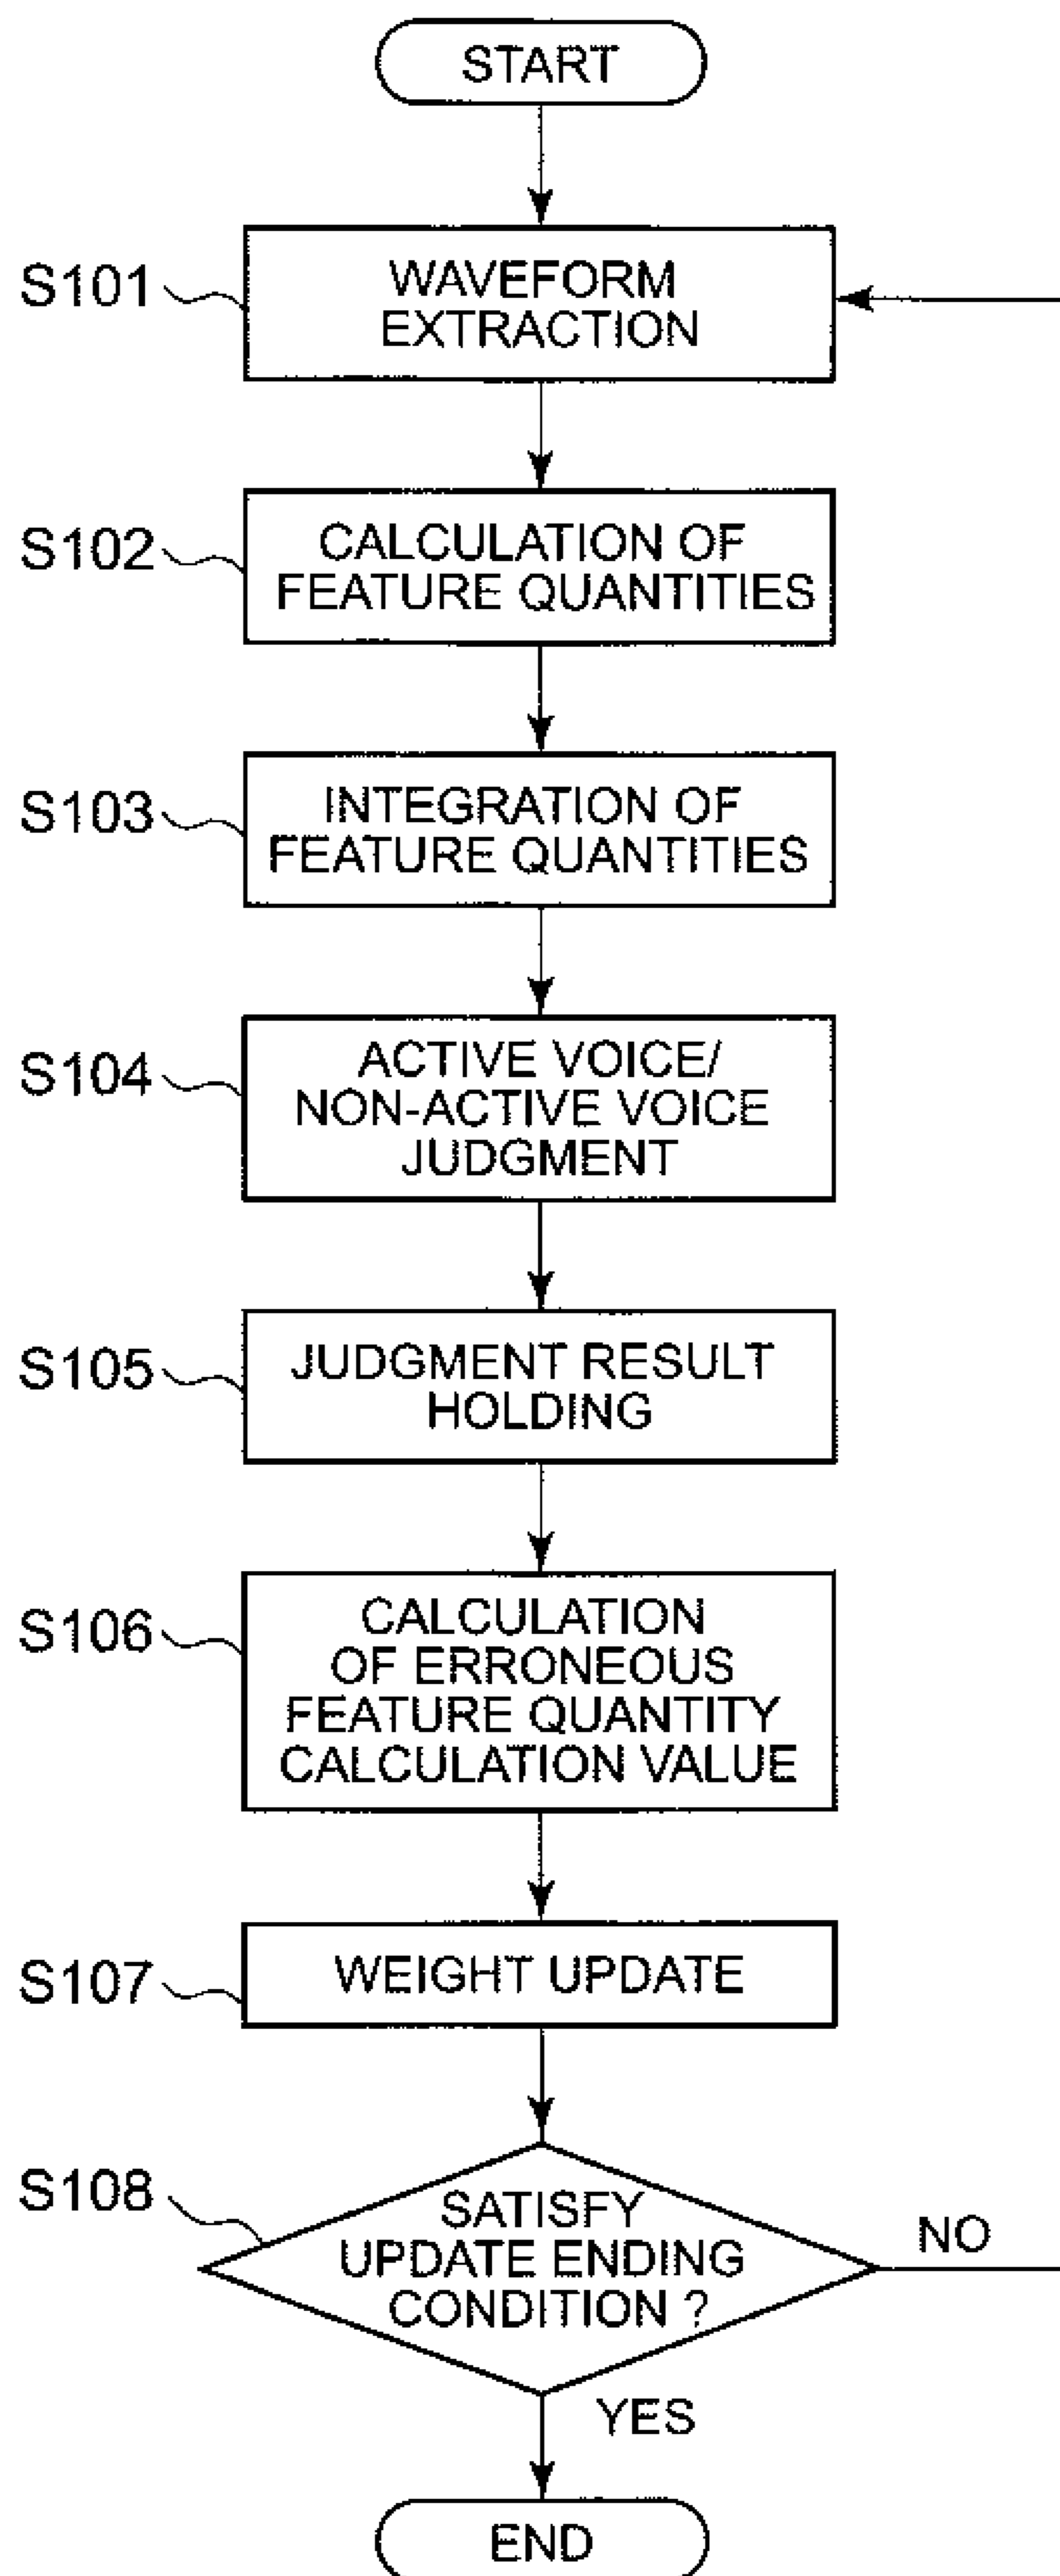 START
S101
WAVEFORM
EXTRACTION
S102
CALCULATION OF
FEATURE QUANTITIES
S103
INTEGRATION OF
FEATURE QUANTITIES
S104
ACTIVE VOICE/
NON-ACTIVE VOICE
JUDGMENT
S105
JUDGMENT RESULT
HOLDING
S106
CALCULATION
OF ERRONEOUS
FEATURE QUANTITY
CALCULATION VALUE
S107
WEIGHT UPDATE
S108
SATISFY
UPDATE ENDING
CONDITION ?
NO
YES
END